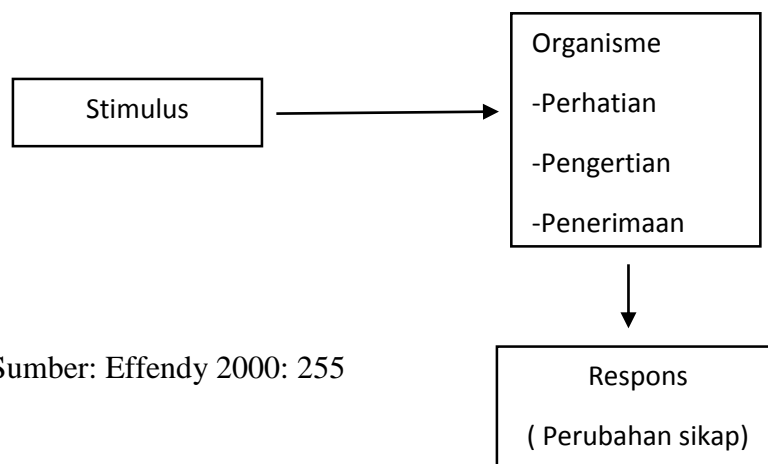 Stimulus
Organisme
-Perhatian
-Pengertian
-Penerimaan
Sumber: Effendy 2000: 255
Respons
( Perubahan sikap)